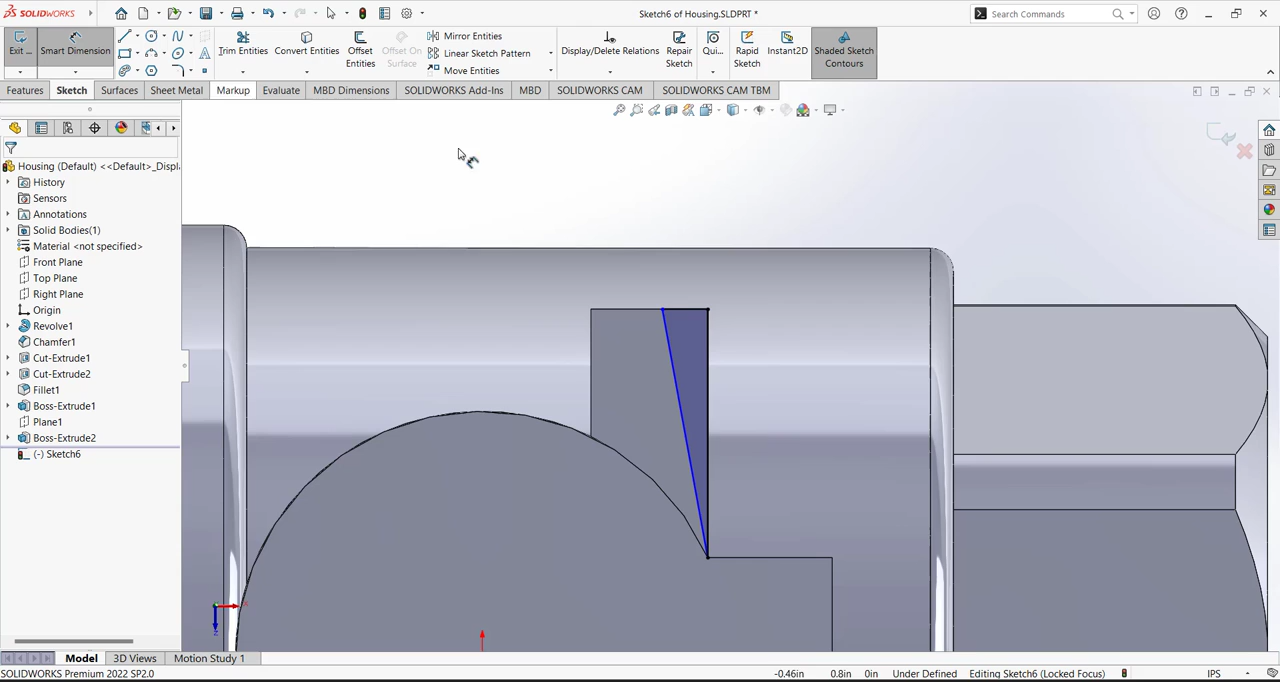 SOLIDWORKS
Sketch6 of Housing.SLDPRT *
Search Commands
Exit ...
Smart Dimension
Trim Entities
Convert Entities
Offset Entities
Offset On Surface
Mirror Entities
Linear Sketch Pattern
Move Entities
Display/Delete Relations
Repair Sketch
Qui...
Rapid Sketch
Instant2D
Shaded Sketch Contours
Features
Sketch
Surfaces
Sheet Metal
Markup
Evaluate
MBD Dimensions
SOLIDWORKS Add-Ins
MBD
SOLIDWORKS CAM
SOLIDWORKS CAM TBM
Housing (Default) <<Default>_Displ
History
Sensors
Annotations
Solid Bodies(1)
Material <not specified>
Front Plane
Top Plane
Right Plane
Origin
Revolve1
Chamfer1
Cut-Extrude1
Cut-Extrude2
Fillet1
Boss-Extrude1
Plane1
Boss-Extrude2
(-) Sketch6
X
Z
Model
3D Views
Motion Study 1
SOLIDWORKS Premium 2022 SP2.0
-0.46in
0.8in
0in
Under Defined
Editing Sketch6 (Locked Focus)
IPS